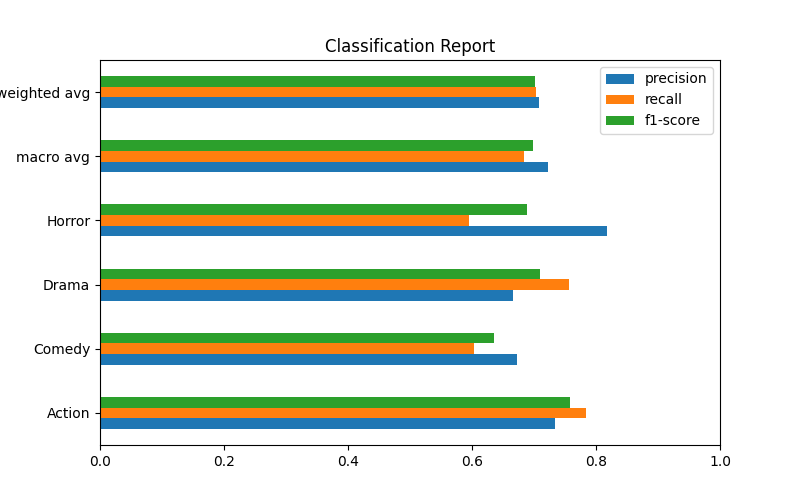 Classification Report
precision
recall
f1-score
weighted avg
macro avg
Horror
Drama
Comedy
Action
0.0 0.2 0.4 0.6 0.8 1.0